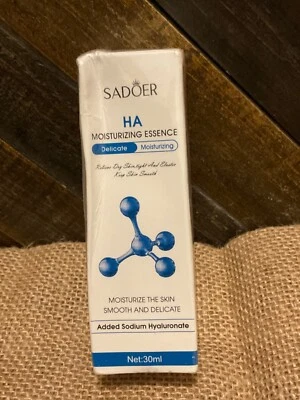 SADOER
HA
MOISTURIZING ESSENCE
Delicate Moisturizing
Relieve Dry Skin,tight And Elastic
Keep Skin Smooth
MOISTURIZE THE SKIN
SMOOTH AND DELICATE
Added Sodium Hyaluronate
Net:30ml